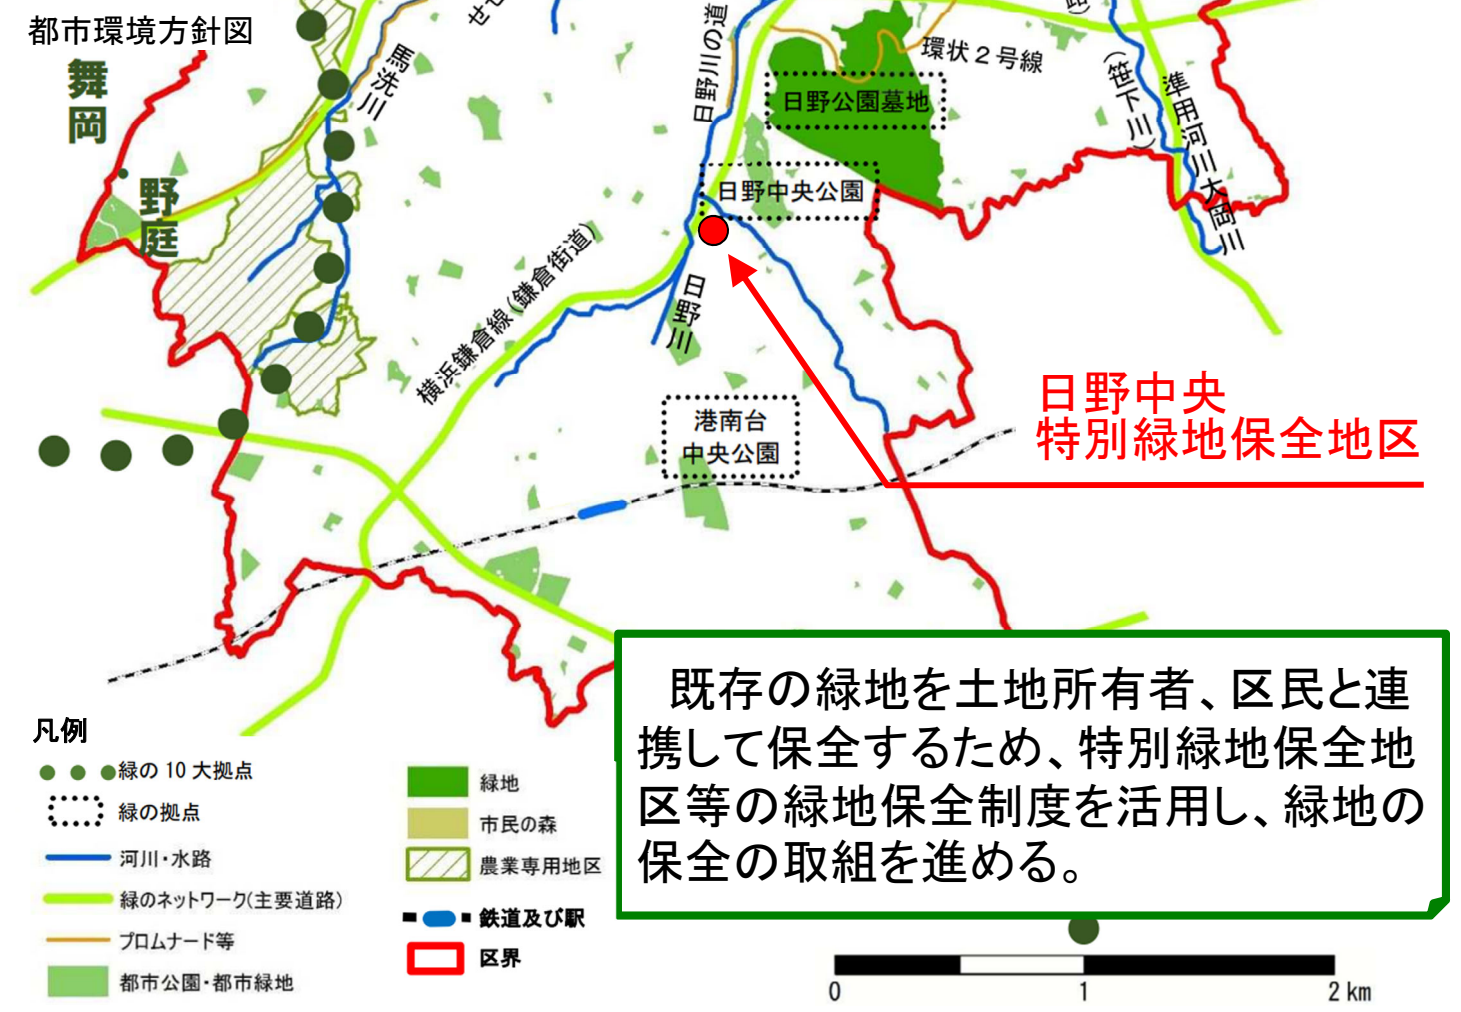 都市環境方針図
舞岡
野庭
馬洗川
せせ
日野川の道
環状2号線
日野公園墓地
(笹下川)
準用河川大岡川
日野中央公園
横浜鎌倉線(鎌倉街道)
日野川
港南台
中央公園
日野中央
特別緑地保全地区
既存の緑地を土地所有者、区民と連
携して保全するため、特別緑地保全地
区等の緑地保全制度を活用し、緑地の
保全の取組を進める。
凡例
緑の10大拠点
緑の拠点
河川・水路
緑のネットワーク(主要道路)
プロムナード等
都市公園・都市緑地
緑地
市民の森
農業専用地区
鉄道及び駅
区界
0 1 2 km